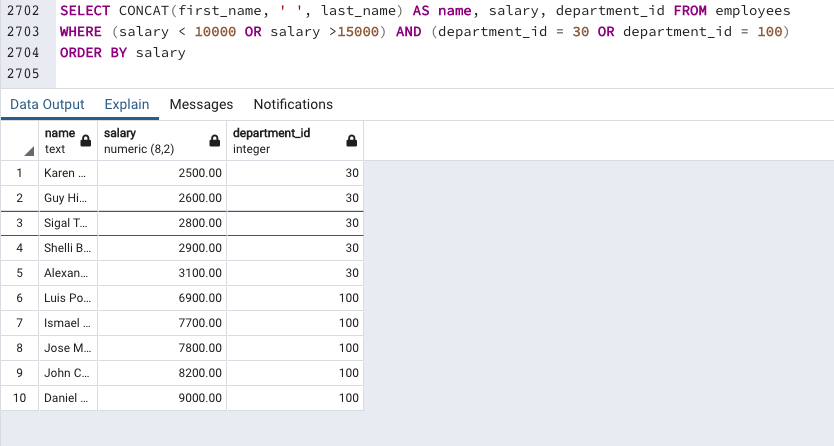 2702 SELECT CONCAT(first_name, ' ', last_name) AS name, salary, department_id FROM employees
2703 WHERE (salary < 10000 OR salary >15000) AND (department_id = 30 OR department_id = 100)
2704 ORDER BY salary
2705
Data Output Explain Messages Notifications
name salary department_id
text numeric (8,2) integer
1 Karen ... 2500.00 30
2 Guy Hi... 2600.00 30
3 Sigal T... 2800.00 30
4 Shelli B... 2900.00 30
5 Alexan... 3100.00 30
6 Luis Po... 6900.00 100
7 Ismael ... 7700.00 100
8 Jose M... 7800.00 100
9 John C... 8200.00 100
10 Daniel ... 9000.00 100